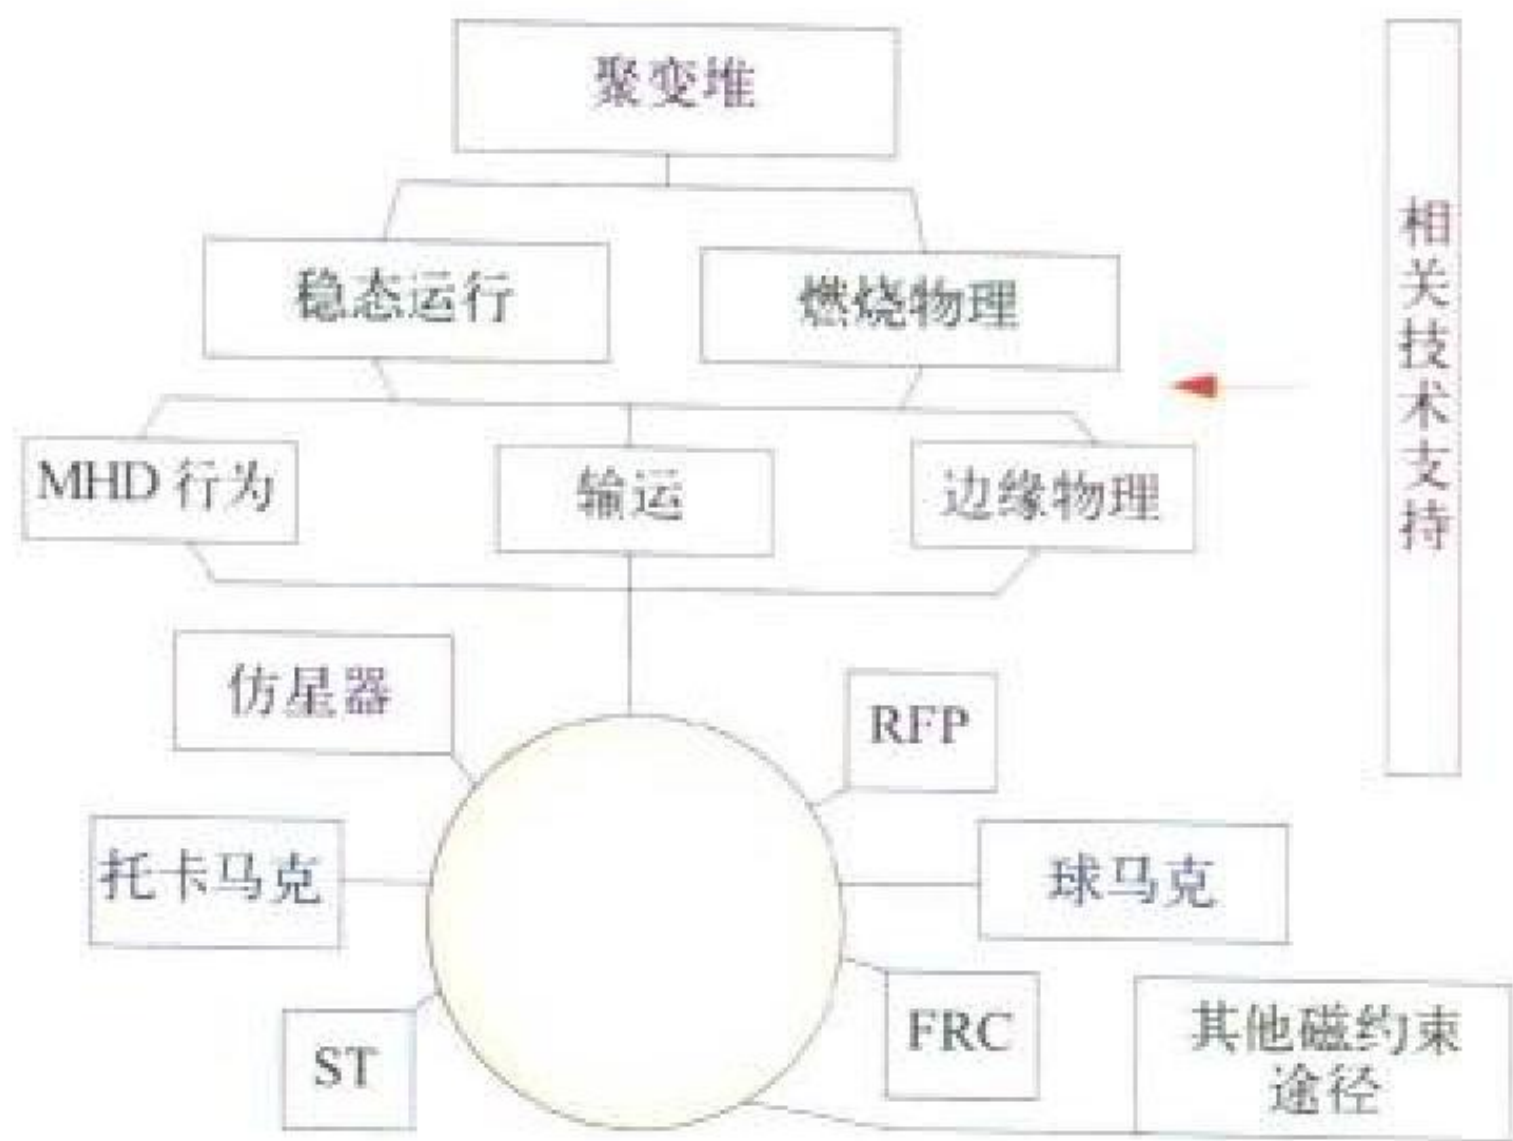 聚变堆
稳态运行
燃烧物理
MHD 行为
输运
边缘物理
相关技术支持
仿星器
RFP
托卡马克
球马克
ST
FRC
其他磁约束
途径